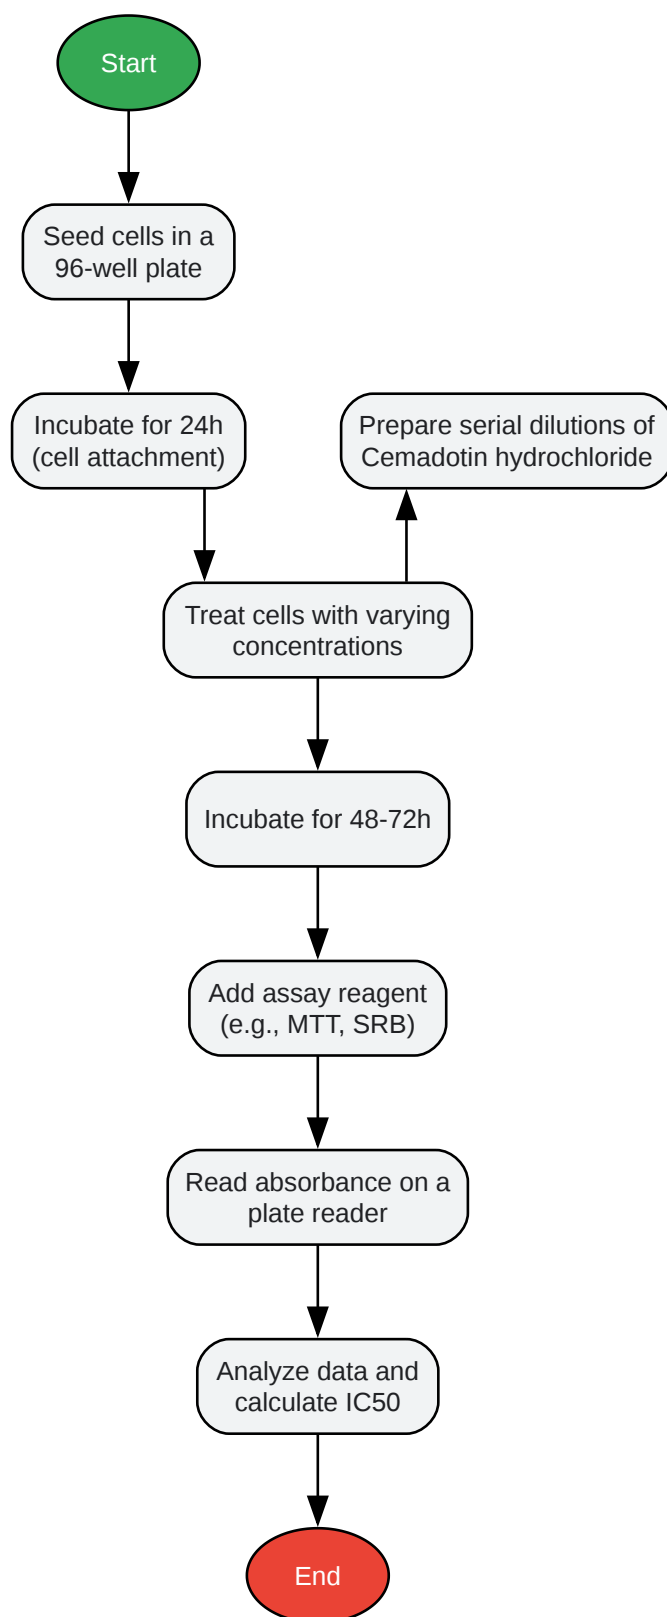 Start
Seed cells in a
96-well plate
Incubate for 24h
(cell attachment)
Prepare serial dilutions of
Cemadotin hydrochloride
Treat cells with varying
concentrations
Incubate for 48-72h
Add assay reagent
(e.g., MTT, SRB)
Read absorbance on a
plate reader
Analyze data and
calculate IC50
End